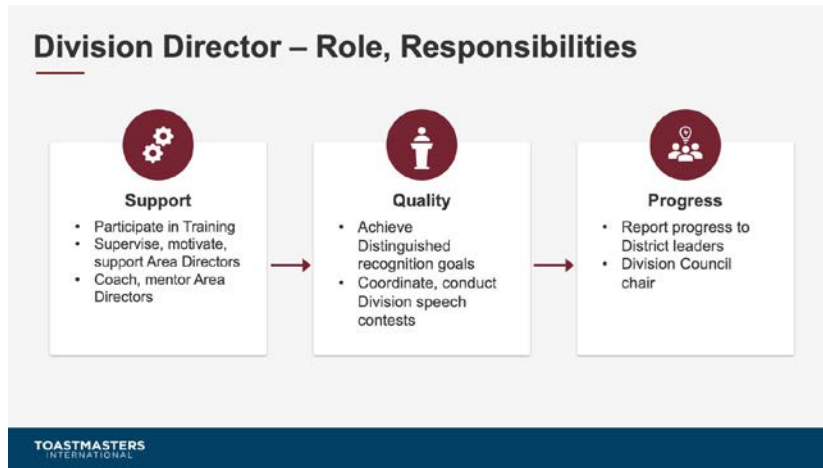 Division Director – Role, Responsibilities
Support
• Participate in Training
• Supervise, motivate,
support Area Directors
• Coach, mentor Area
Directors
Quality
• Achieve
Distinguished
recognition goals
• Coordinate, conduct
Division speech
contests
Progress
• Report progress to
District leaders
• Division Council
chair
TOASTMASTERS
INTERNATIONAL